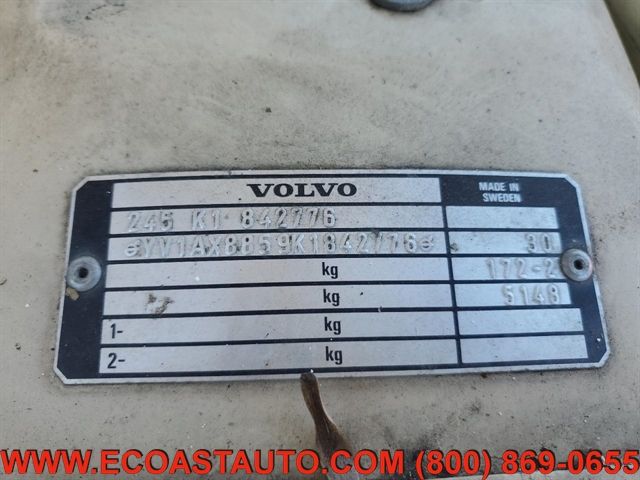 VOLVO MADE IN SWEDEN
245 K1 842776
YV1AX8859K1842776 30
kg 172-2
kg 5148
1- kg
2- kg
WWW.ECOASTAUTO.COM (800) 869-0655